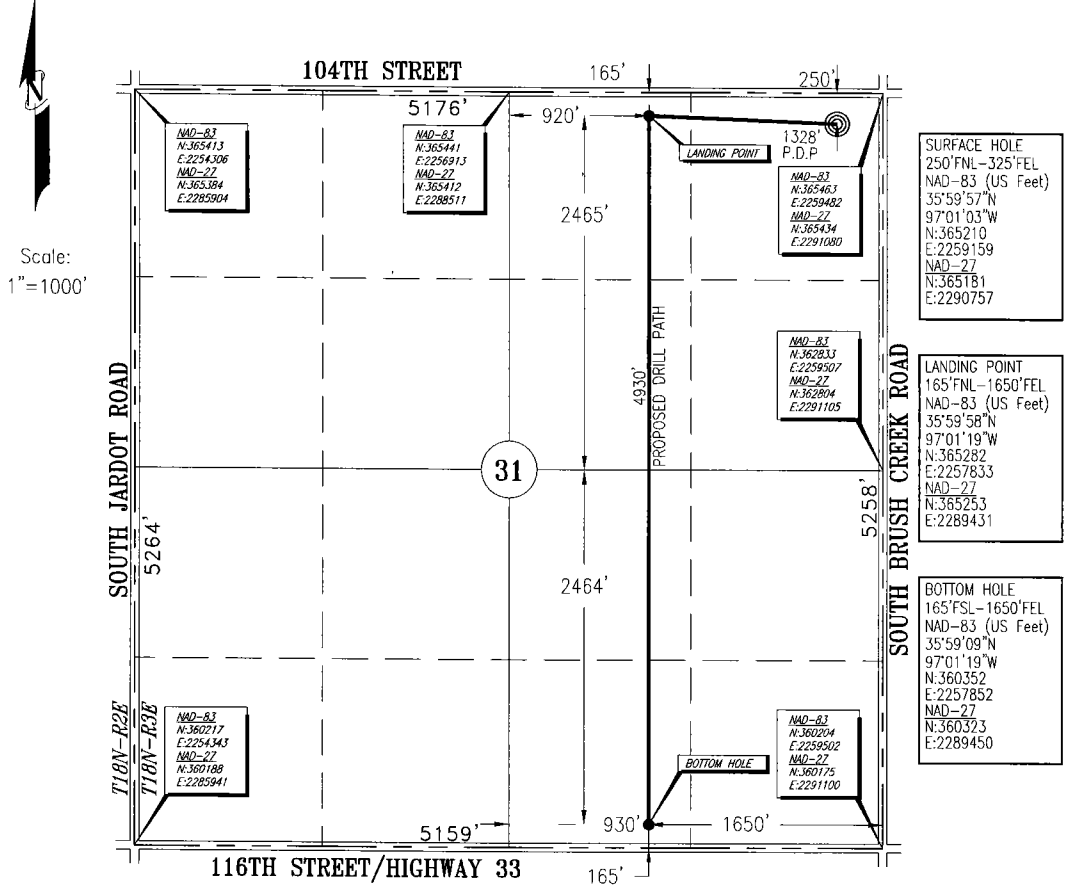 104TH STREET
165'
250'
5176'
920'
N
Scale:
1"=1000'
NAD-83
N:365413
E:2254306
NAD-27
N:365384
E:2285904
NAD-83
N:365441
E:2256913
NAD-27
N:365412
E:2288511
LANDING POINT
1328'
P.D.P
NAD-83
N:365463
E:2259482
NAD-27
N:365434
E:2291080
2465'
SURFACE HOLE
250'FNL-325'FEL
NAD-83 (US Feet)
35°59'57"N
97°01'03"W
N:365210
E:2259159
NAD-27
N:365181
E:2290757
NAD-83
N:362833
E:2259507
NAD-27
N:362804
E:2291105
4930'
PROPOSED DRILL PATH
LANDING POINT
165'FNL-1650'FEL
NAD-83 (US Feet)
35°59'58"N
97°01'19"W
N:365282
E:2257833
NAD-27
N:365253
E:2289431
SOUTH JARDOT ROAD
5264'
31
5258'
SOUTH BRUSH CREEK ROAD
2464'
BOTTOM HOLE
165'FSL-1650'FEL
NAD-83 (US Feet)
35°59'09"N
97°01'19"W
N:360352
E:2257852
NAD-27
N:360323
E:2289450
T18N-R2E
T18N-R3E
NAD-83
N:360217
E:2254343
NAD-27
N:360188
E:2285941
BOTTOM HOLE
NAD-83
N:360204
E:2259502
NAD-27
N:360175
E:2291100
5159'
930'
1650'
116TH STREET/HIGHWAY 33
165'